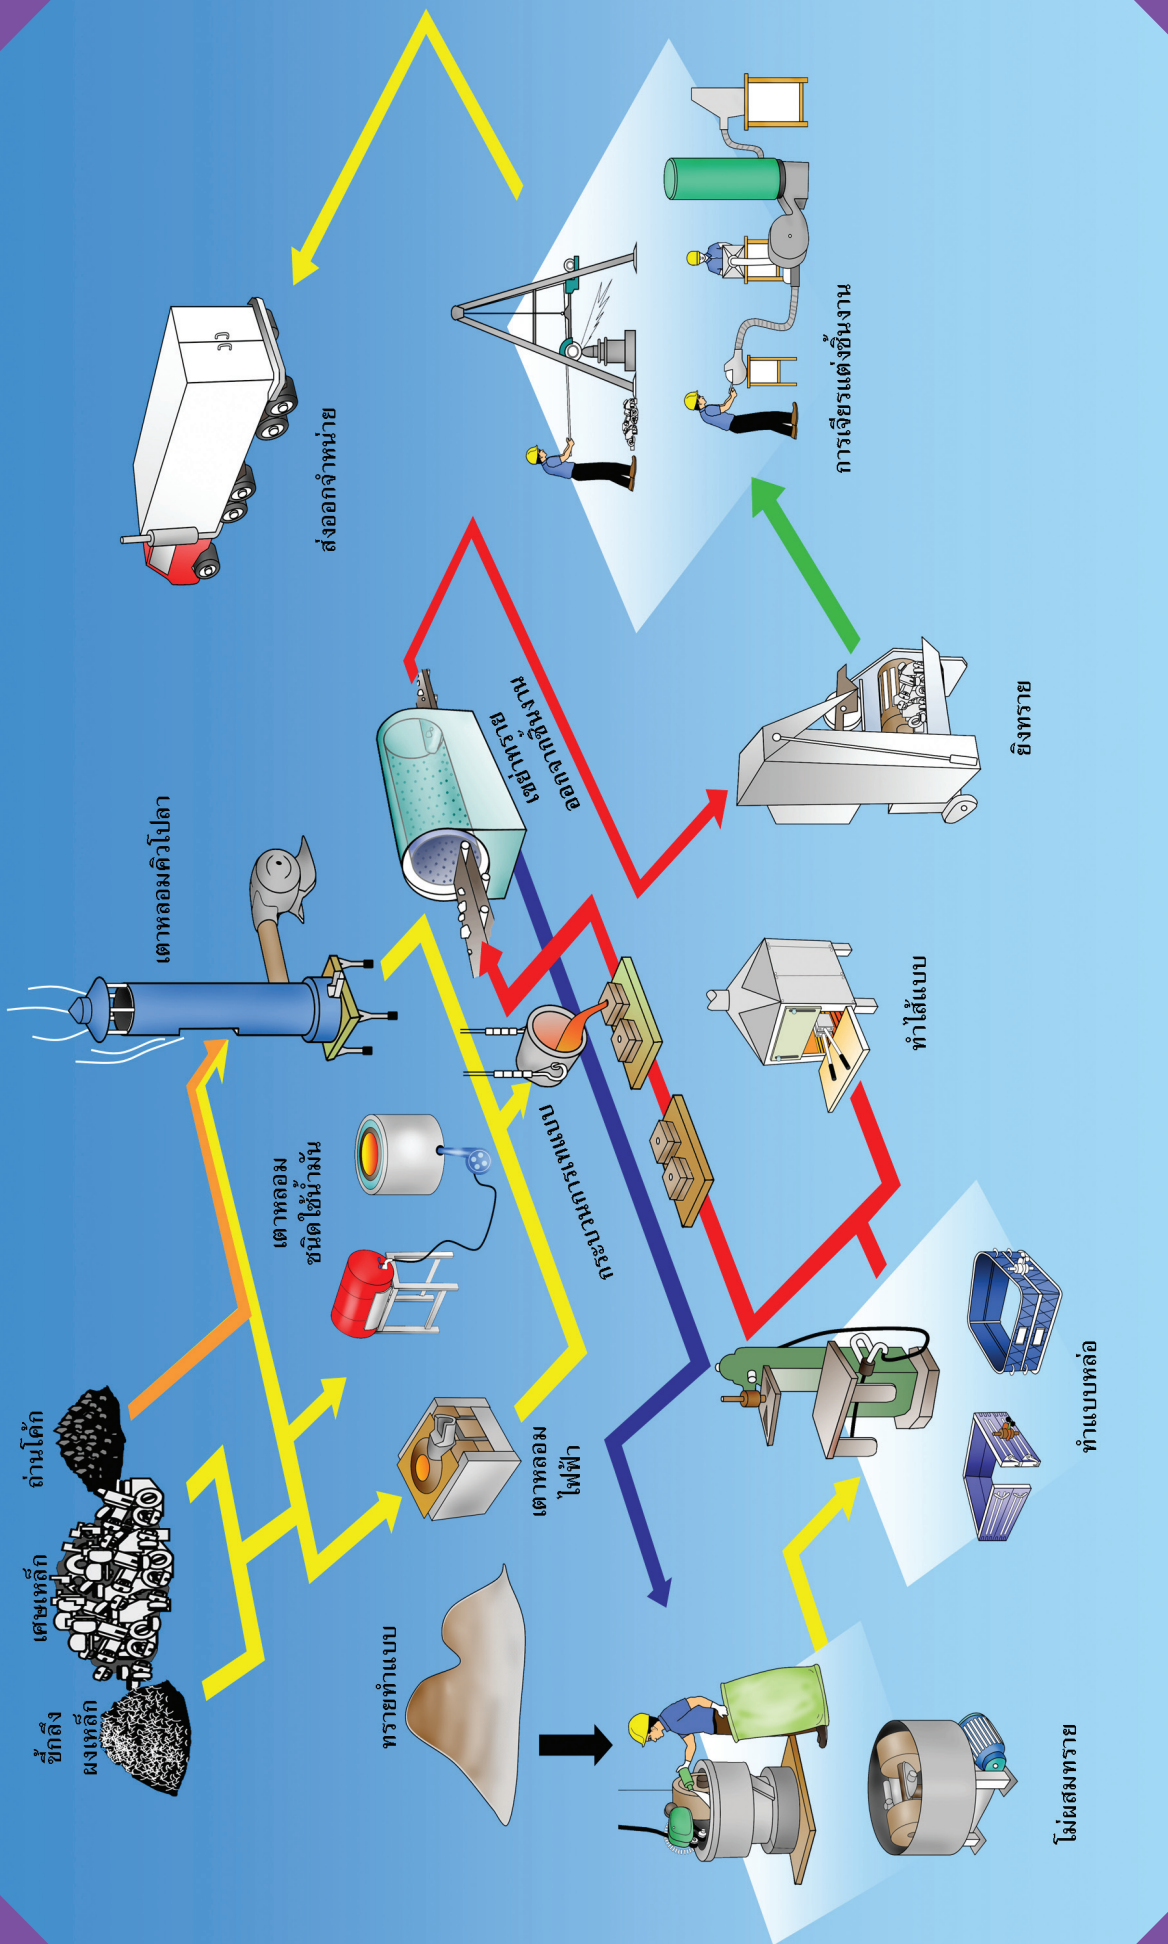 ขี้กลึง
ผงเหล็ก
เศษเหล็ก
ถ่านโค้ก
เตาหลอมคิวโปลา
ส่งออกจำหน่าย
เตาหลอม
ชนิดใช้น้ำมัน
เตาหลอม
ไฟฟ้า
ทรายทำแบบ
กระบวนการเทแบบ
เขย่าทราย
ออกจากชิ้นงาน
การเจียรแต่งชิ้นงาน
โม่ผสมทราย
ทำแบบหล่อ
ทำไส้แบบ
ยิงทราย